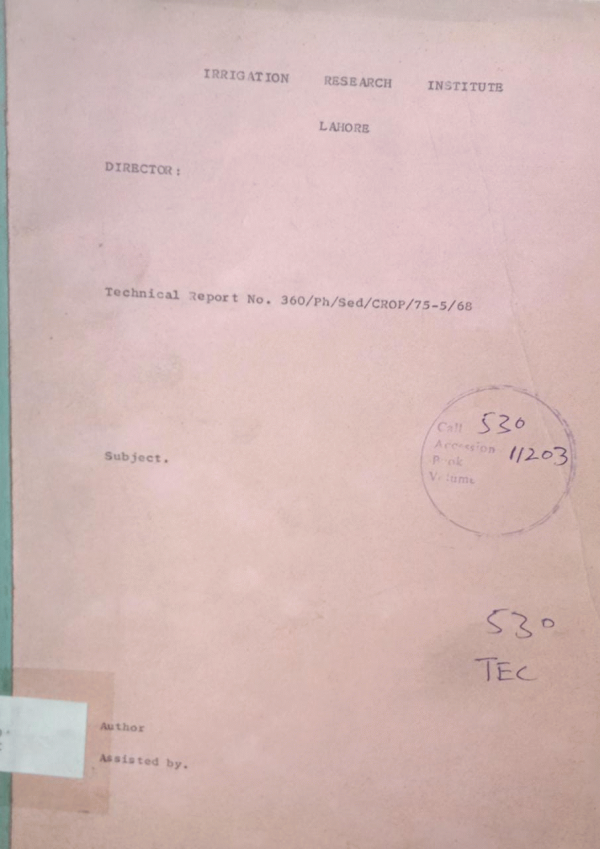 IRRIGATION RESEARCH INSTITUTE
LAHORE
DIRECTOR:
Technical Report No. 360/Ph/Sed/CROP/75-5/68
Call 530
Accession 11203
Book
Volume
Subject.
530
TEC
Author
Assisted by.